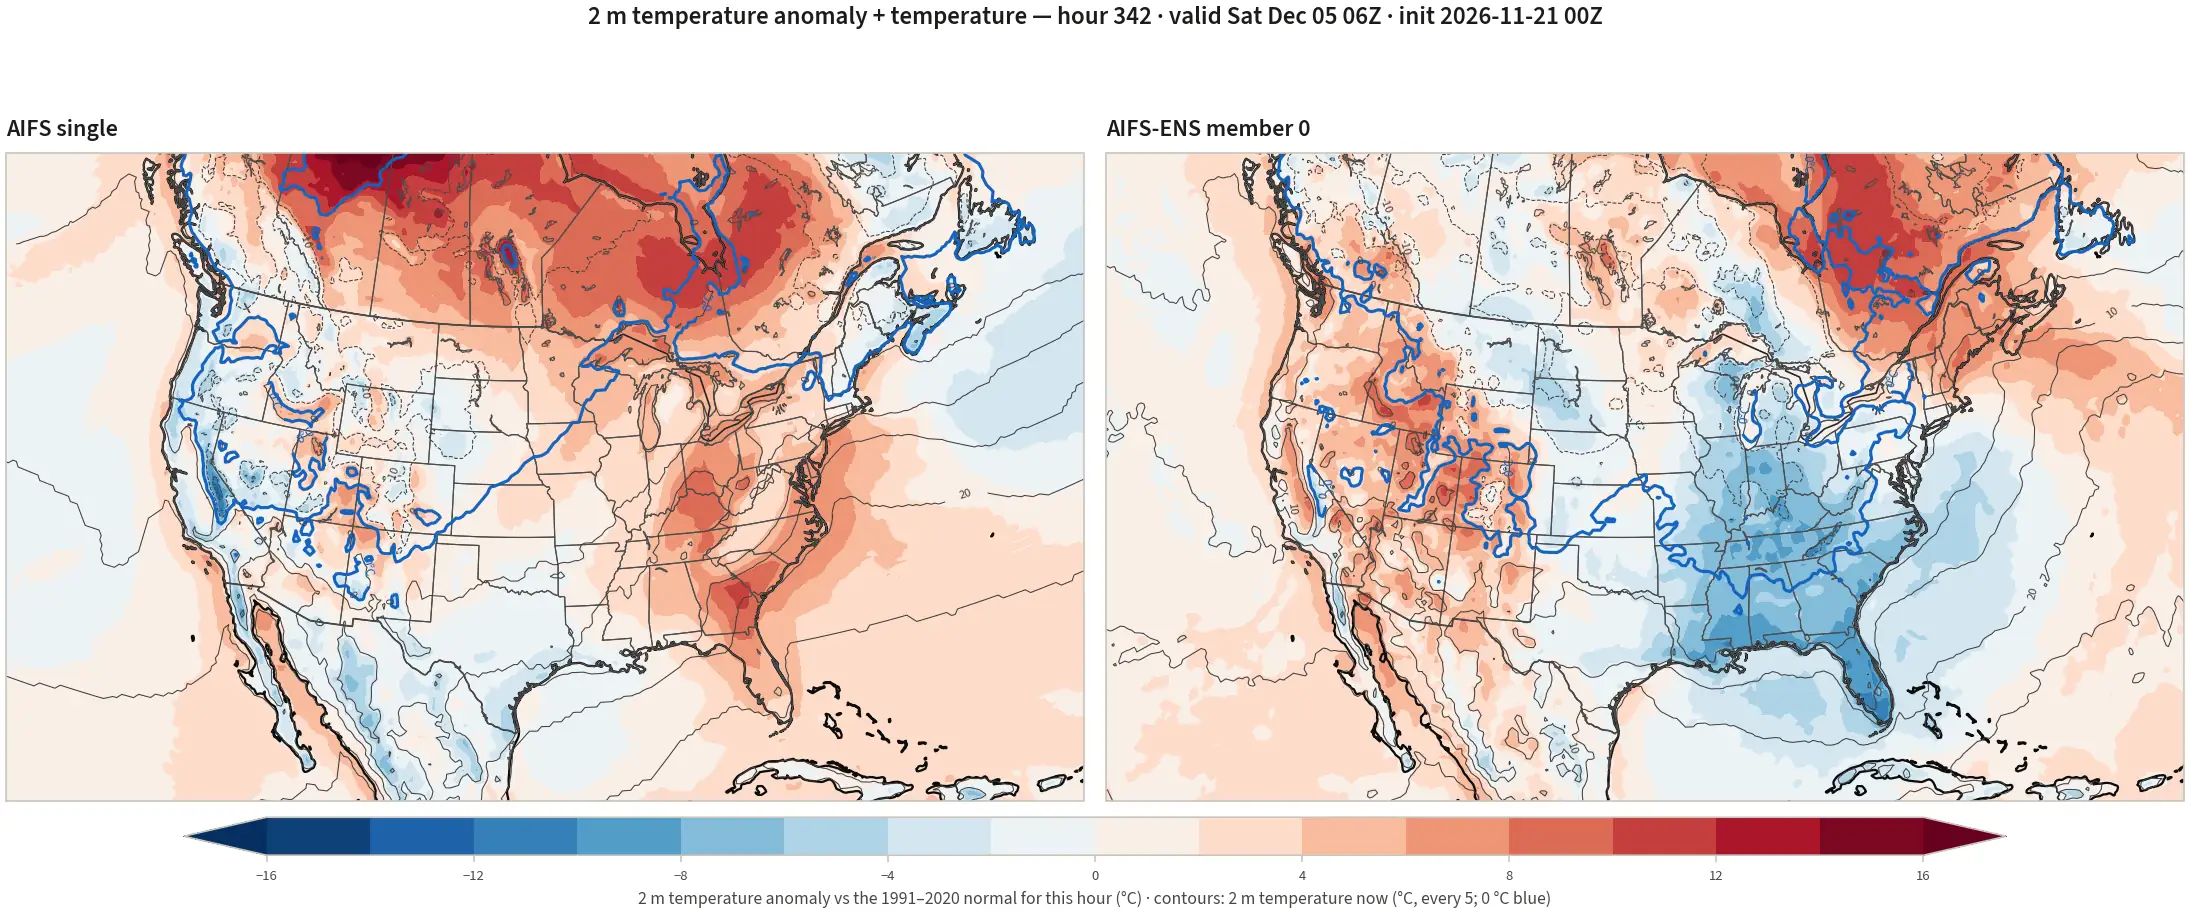 2 m temperature anomaly + temperature — hour 342 · valid Sat Dec 05 06Z · init 2026-11-21 00Z
AIFS single
AIFS-ENS member 0
20
10
20
−16 −12 −8 −4 0 4 8 12 16
2 m temperature anomaly vs the 1991–2020 normal for this hour (°C) · contours: 2 m temperature now (°C, every 5; 0 °C blue)